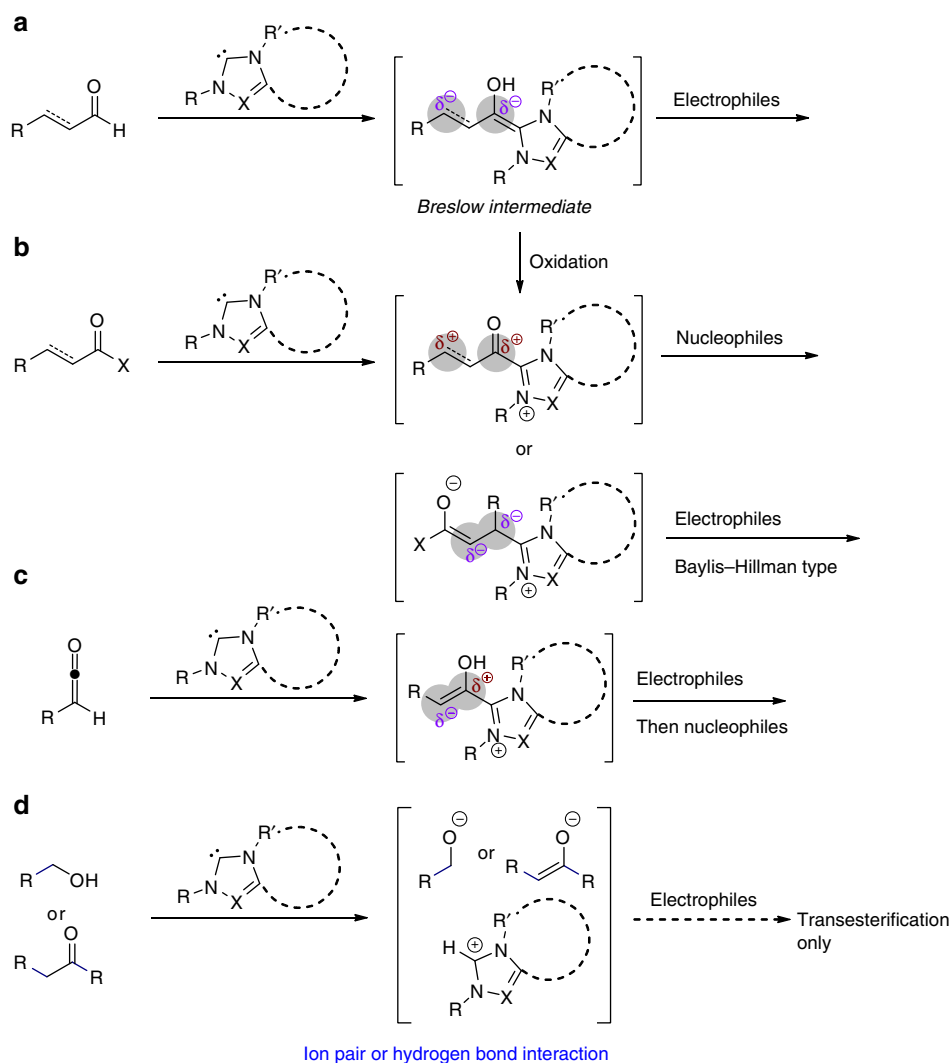 a
O
R
H
R′
N
N
R
X
OH
δ⊖
δ⊖
R
R′
N
N
X
R
Electrophiles
Breslow intermediate
Oxidation
b
O
R
X
R′
N
N
R
X
O
δ⊕
δ⊕
R
R′
N
N
⊕
X
R
Nucleophiles
or
⊖
O
R
δ⊖
δ⊖
X
R′
N
N
⊕
X
R
Electrophiles
Baylis–Hillman type
c
O
R
H
R′
N
N
R
X
OH
R
δ⊕
δ⊖
R′
N
N
⊕
X
R
Electrophiles
Then nucleophiles
d
R
OH
or
O
R
R
R′
N
N
R
X
⊖
O
R
or
⊖
O
R
R
H
⊕
R′
N
N
X
R
Electrophiles
Transesterification
only
Ion pair or hydrogen bond interaction